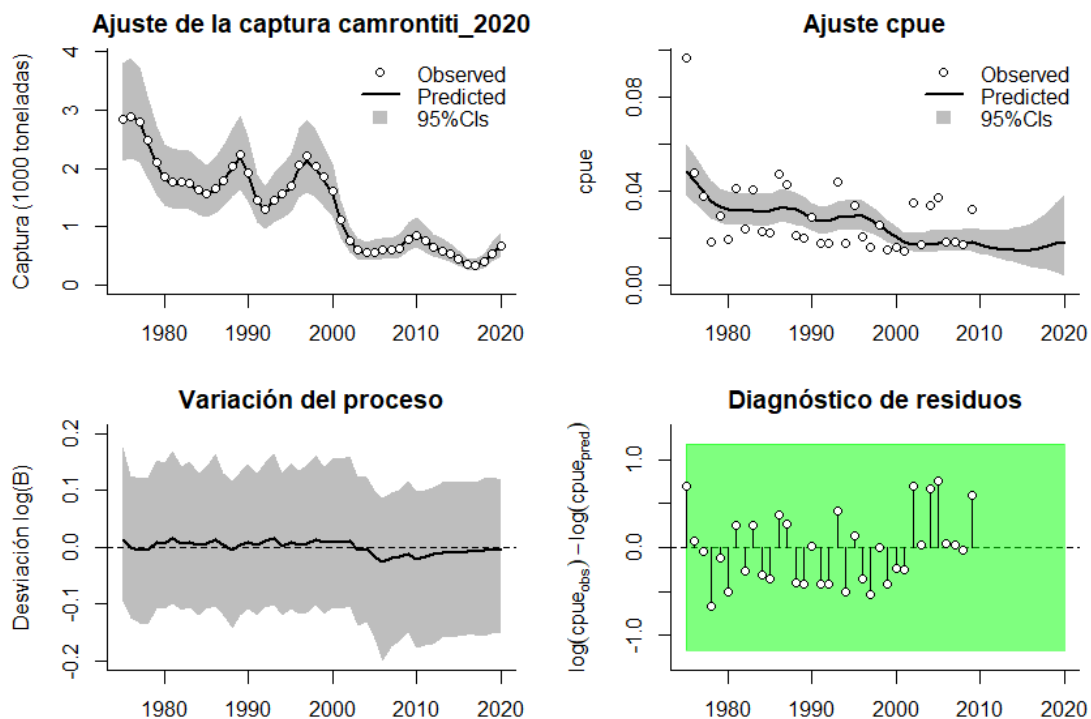 Ajuste de la captura camrontiti_2020
Captura (1000 toneladas)
4
3
2
1
0
Observed
Predicted
95%CIs
1980 1990 2000 2010 2020
Ajuste cpue
cpue
0.08
0.04
0.00
Observed
Predicted
95%CIs
1980 1990 2000 2010 2020
Variación del proceso
Desviación log(B)
0.2
0.1
0.0
-0.1
-0.2
1980 1990 2000 2010 2020
Diagnóstico de residuos
log(cpue_obs) − log(cpue_pred)
1.0
0.0
-1.0
1980 1990 2000 2010 2020